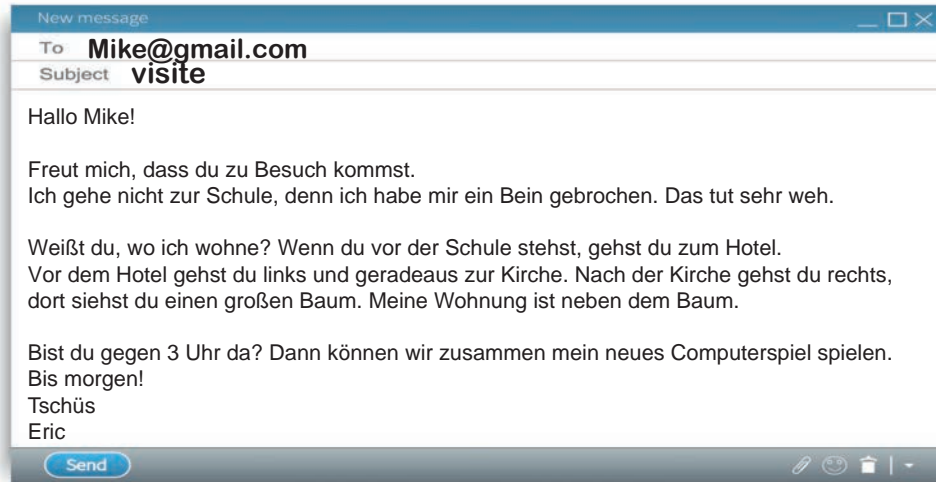 New message
To Mike@gmail.com
Subject visite
Hallo Mike!
Freut mich, dass du zu Besuch kommst.
Ich gehe nicht zur Schule, denn ich habe mir ein Bein gebrochen. Das tut sehr weh.
Weißt du, wo ich wohne? Wenn du vor der Schule stehst, gehst du zum Hotel.
Vor dem Hotel gehst du links und geradeaus zur Kirche. Nach der Kirche gehst du rechts,
dort siehst du einen großen Baum. Meine Wohnung ist neben dem Baum.
Bist du gegen 3 Uhr da? Dann können wir zusammen mein neues Computerspiel spielen.
Bis morgen!
Tschüs
Eric
Send